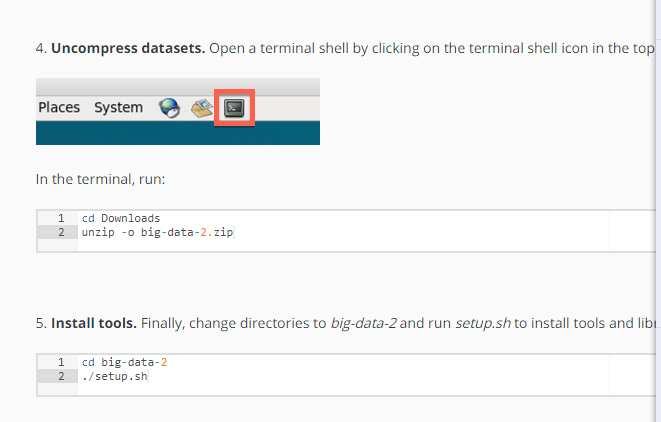 4. Uncompress datasets. Open a terminal shell by clicking on the terminal shell icon in the top
Places System
In the terminal, run:
1 cd Downloads
2 unzip -o big-data-2.zip
5. Install tools. Finally, change directories to big-data-2 and run setup.sh to install tools and
1 cd big-data-2
2 ./setup.sh